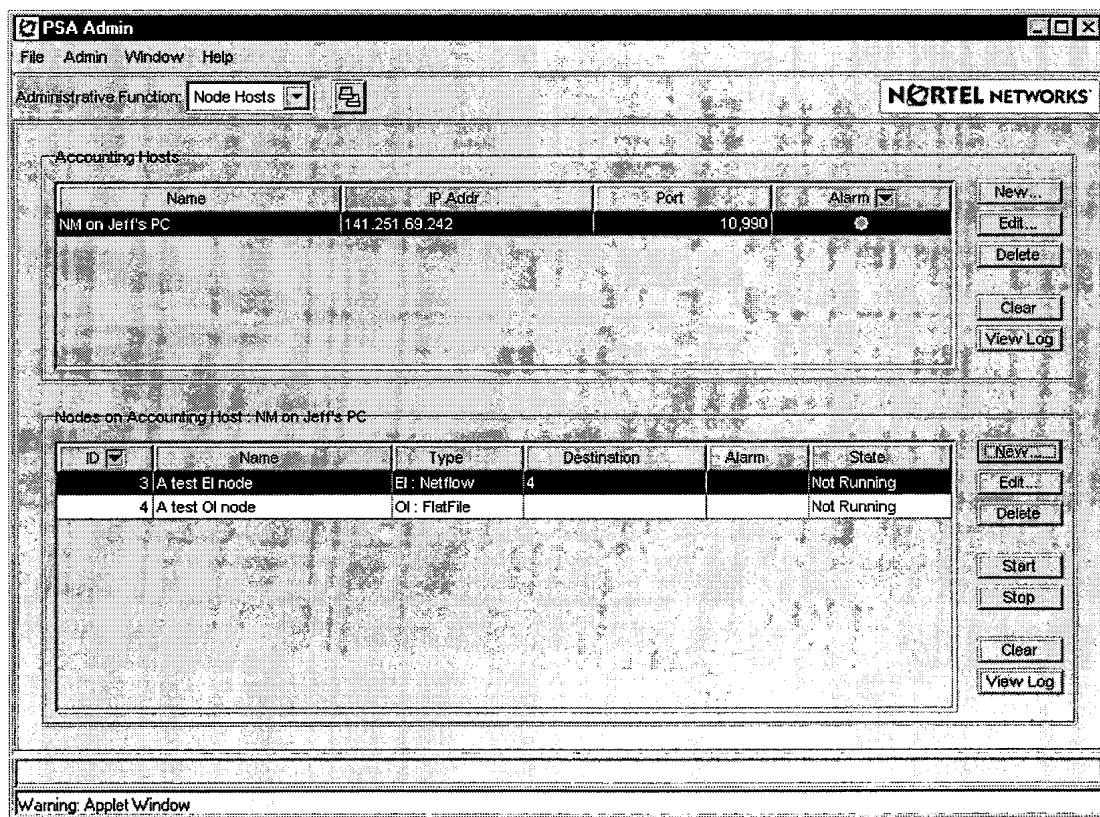 PSA Admin
File Admin Window Help
Administrative Function: Node Hosts
NORTEL NETWORKS
Accounting Hosts
Name IP Addr Port Alarm
NM on Jeff's PC 141.251.69.242 10,990
New...
Edit...
Delete
Clear
View Log
Nodes on Accounting Host : NM on Jeff's PC
ID Name Type Destination Alarm State
3 A test EI node EI : Netflow 4 Not Running
4 A test OI node OI : FlatFile Not Running
New...
Edit...
Delete
Start
Stop
Clear
View Log
Warning: Applet Window